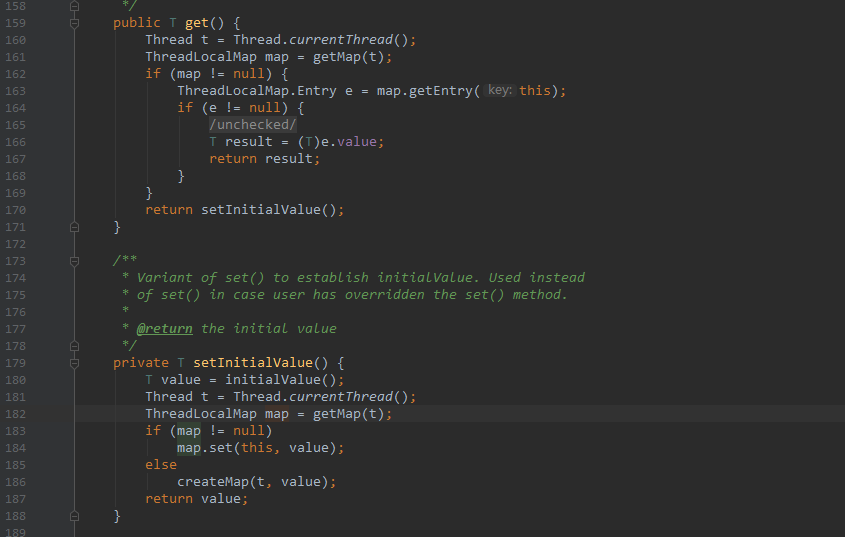 158 */
159 public T get() {
160 Thread t = Thread.currentThread();
161 ThreadLocalMap map = getMap(t);
162 if (map != null) {
163 ThreadLocalMap.Entry e = map.getEntry( key: this);
164 if (e != null) {
165 /unchecked/
166 T result = (T)e.value;
167 return result;
168 }
169 }
170 return setInitialValue();
171 }
172
173 /**
174 * Variant of set() to establish initialValue. Used instead
175 * of set() in case user has overridden the set() method.
176 *
177 * @return the initial value
178 */
179 private T setInitialValue() {
180 T value = initialValue();
181 Thread t = Thread.currentThread();
182 ThreadLocalMap map = getMap(t);
183 if (map != null)
184 map.set(this, value);
185 else
186 createMap(t, value);
187 return value;
188 }
189